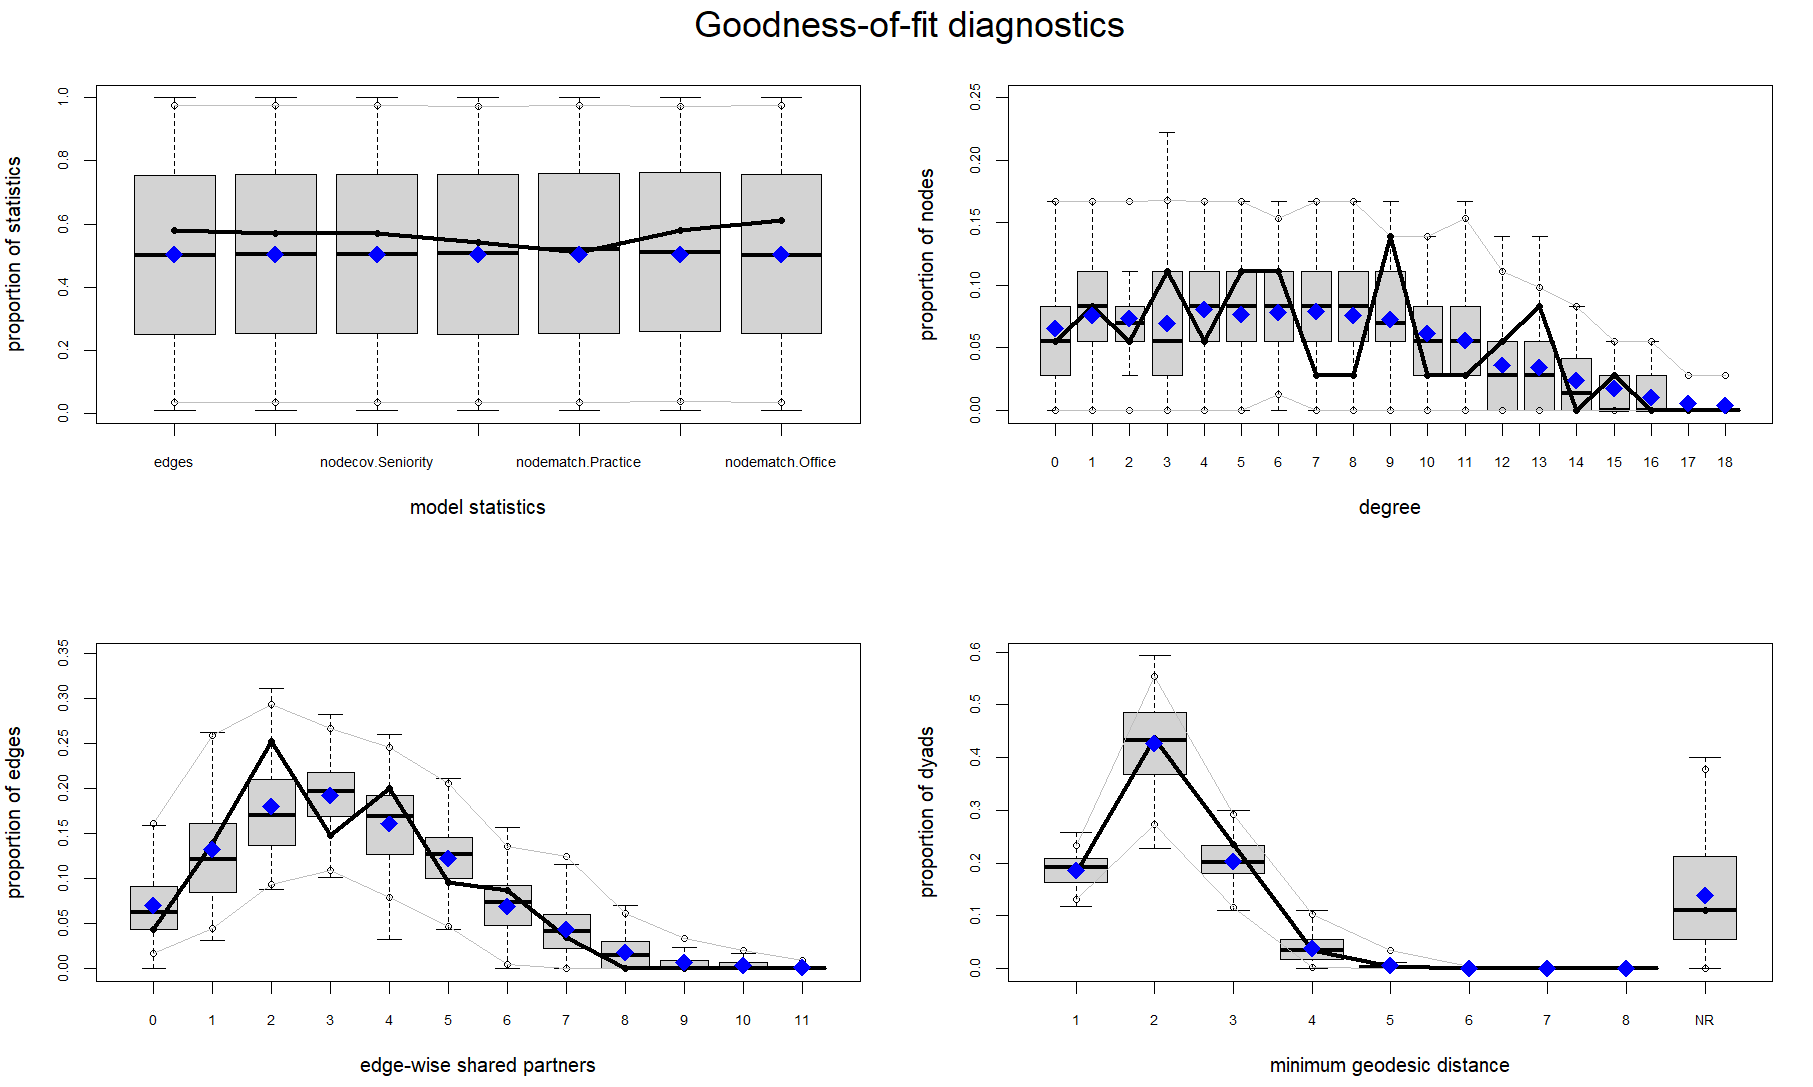 Goodness-of-fit diagnostics
proportion of statistics
1.0
0.8
0.6
0.4
0.2
0.0
edges nodecov.Seniority nodematch.Practice nodematch.Office
model statistics
proportion of nodes
0.25
0.20
0.15
0.10
0.05
0.00
0 1 2 3 4 5 6 7 8 9 10 11 12 13 14 15 16 17 18
degree
proportion of edges
0.35
0.30
0.25
0.20
0.15
0.10
0.05
0.00
0 1 2 3 4 5 6 7 8 9 10 11
edge-wise shared partners
proportion of dyads
0.6
0.5
0.4
0.3
0.2
0.1
0.0
1 2 3 4 5 6 7 8 NR
minimum geodesic distance